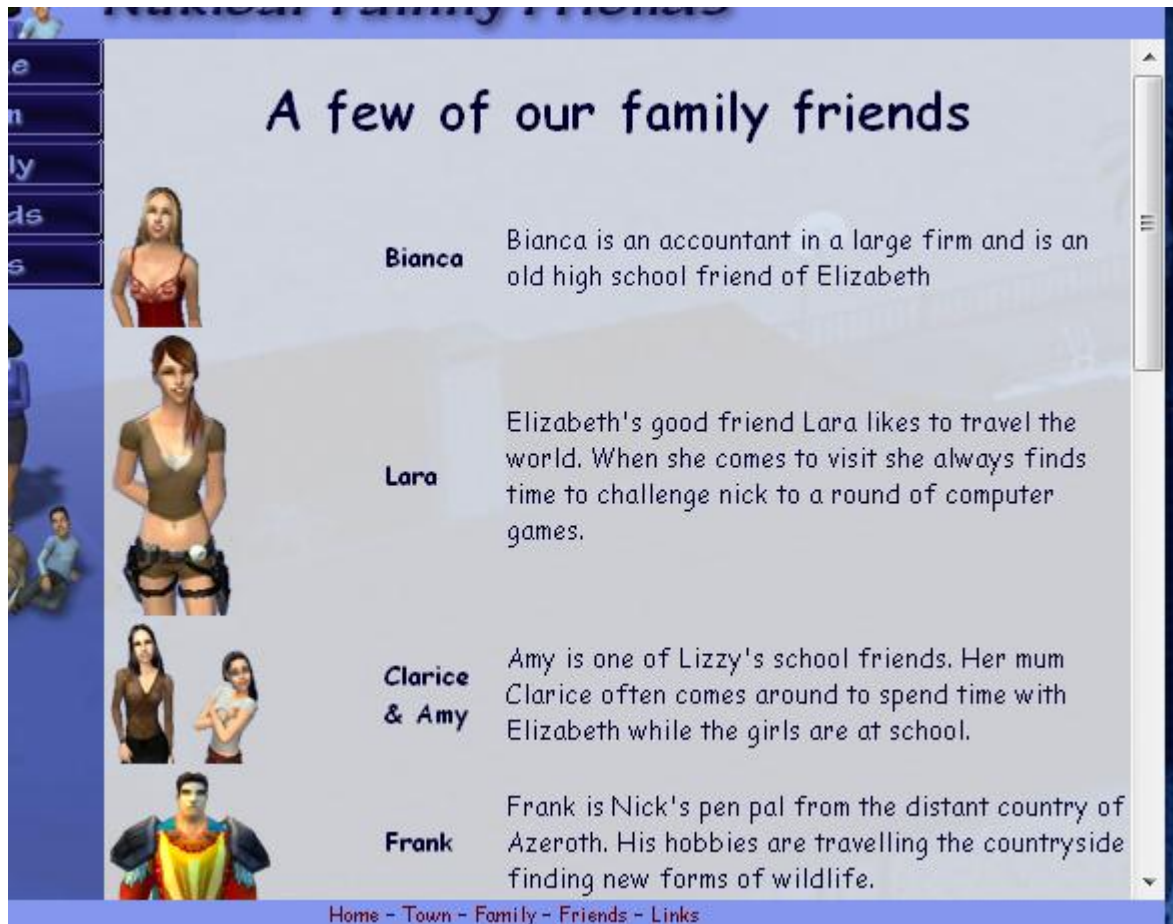 Family Friends
A few of our family friends
Bianca
Bianca is an accountant in a large firm and is an
old high school friend of Elizabeth
Lara
Elizabeth's good friend Lara likes to travel the
world. When she comes to visit she always finds
time to challenge nick to a round of computer
games.
Clarice
& Amy
Amy is one of Lizzy's school friends. Her mum
Clarice often comes around to spend time with
Elizabeth while the girls are at school.
Frank
Frank is Nick's pen pal from the distant country of
Azeroth. His hobbies are travelling the countryside
finding new forms of wildlife.
Home - Town - Family - Friends - Links